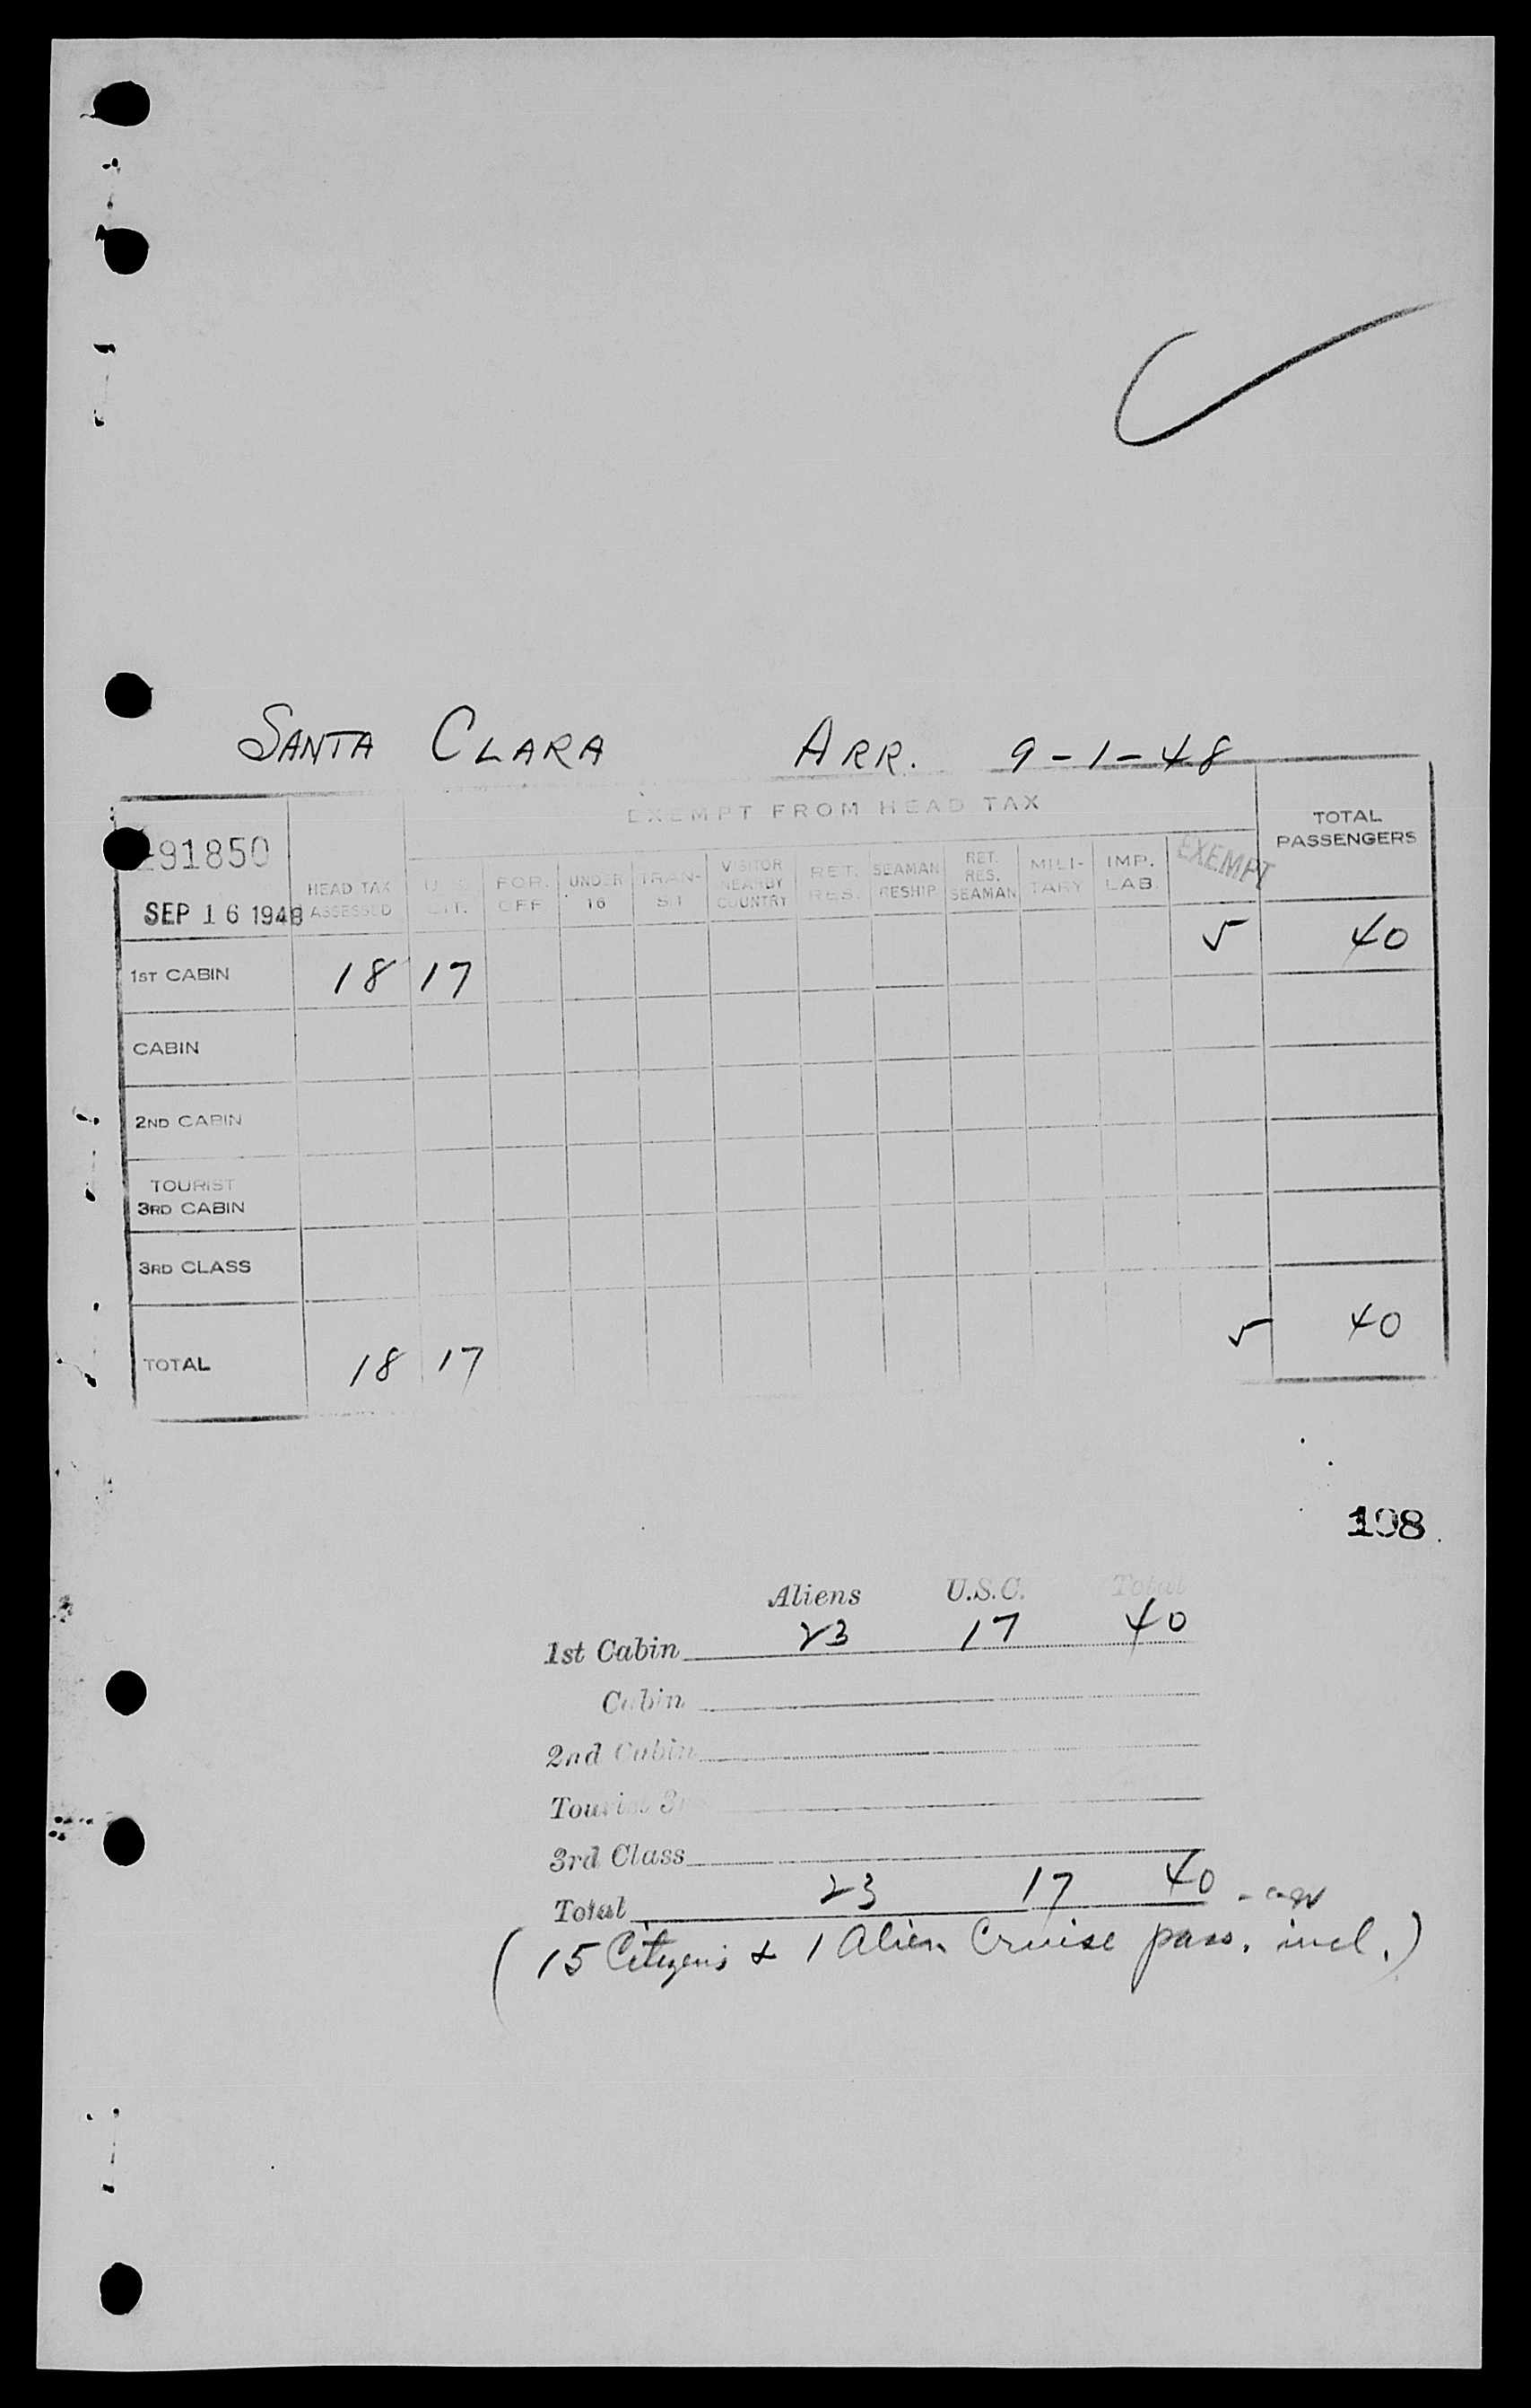 SANTA CLARA ARR. 9-1-48
EXEMPT FROM HEAD TAX
91850
SEP 16 1948
HEAD TAX ASSESSED
U.S. CIT.
FOR. OFF
UNDER 16
TRAN-SIT
VISITOR NEARBY COUNTRY
RET. RES.
SEAMAN RESHIP
RET. RES. SEAMAN
MILI-TARY
IMP. LAB.
EXEMPT
TOTAL PASSENGERS
1ST CABIN 18 17 5 40
CABIN
2ND CABIN
TOURIST
3RD CABIN
3RD CLASS
TOTAL 18 17 5 40
198
Aliens U.S.C. Total
1st Cabin 23 17 40
Cabin
2nd Cabin
Tourist 3r
3rd Class
Total 23 17 40
(15 Citizens & 1 Alien Cruise pass. incl.)